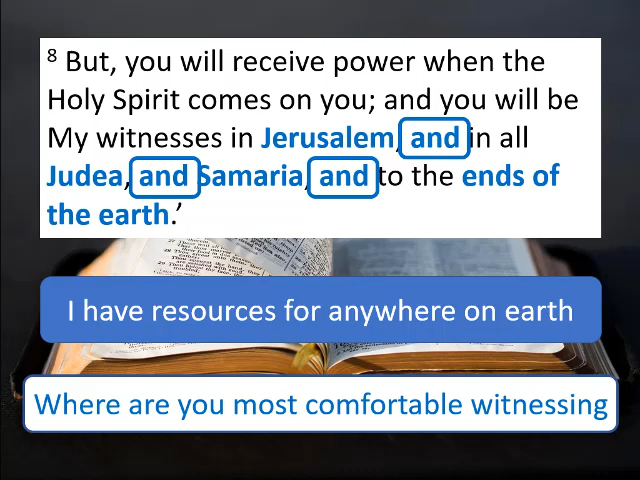 8 But, you will receive power when the
Holy Spirit comes on you; and you will be
My witnesses in Jerusalem, and in all
Judea, and Samaria, and to the ends of
the earth.’
I have resources for anywhere on earth
Where are you most comfortable witnessing